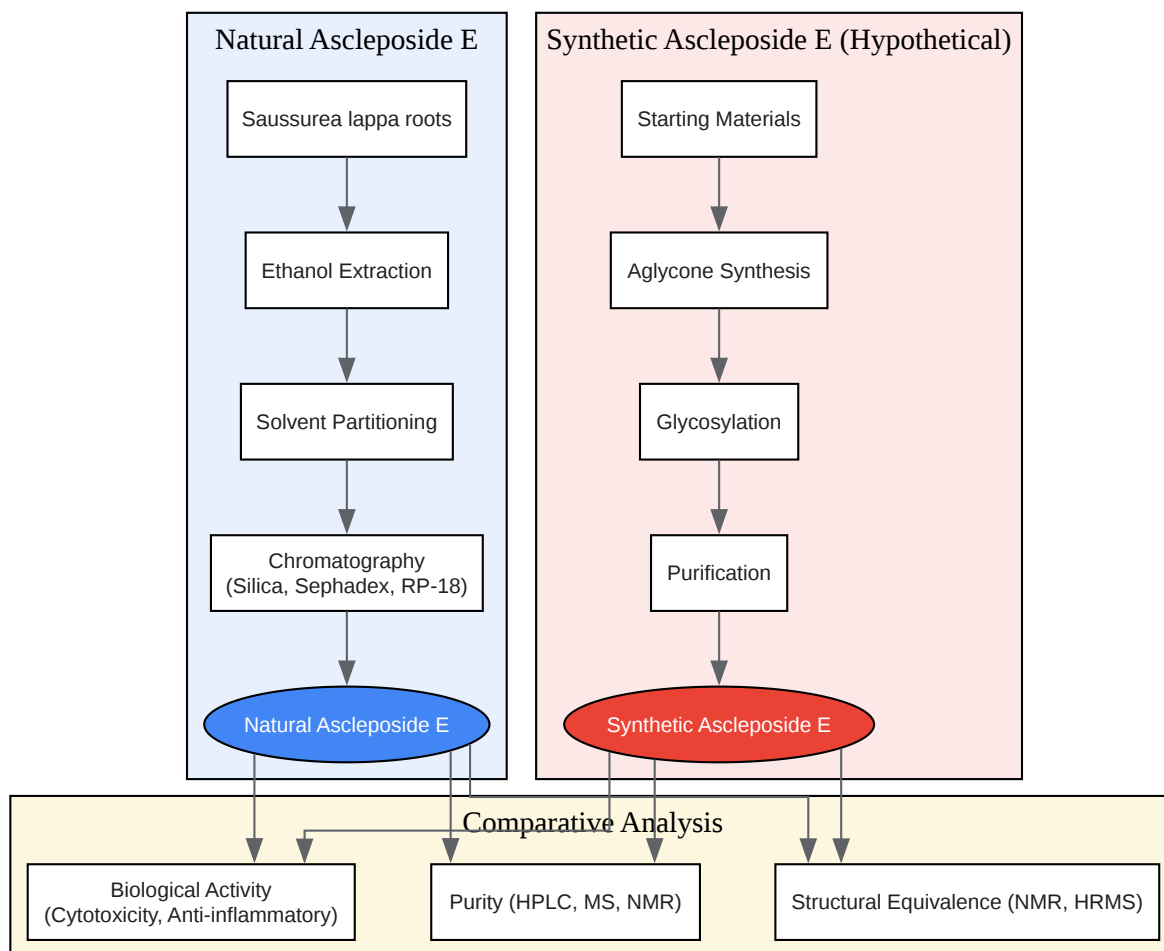 Natural Ascleposide E
Saussurea lappa roots
Ethanol Extraction
Solvent Partitioning
Chromatography
(Silica, Sephadex, RP-18)
Natural Ascleposide E
Synthetic Ascleposide E (Hypothetical)
Starting Materials
Aglycone Synthesis
Glycosylation
Purification
Synthetic Ascleposide E
Comparative Analysis
Biological Activity
(Cytotoxicity, Anti-inflammatory)
Purity (HPLC, MS, NMR)
Structural Equivalence (NMR, HRMS)